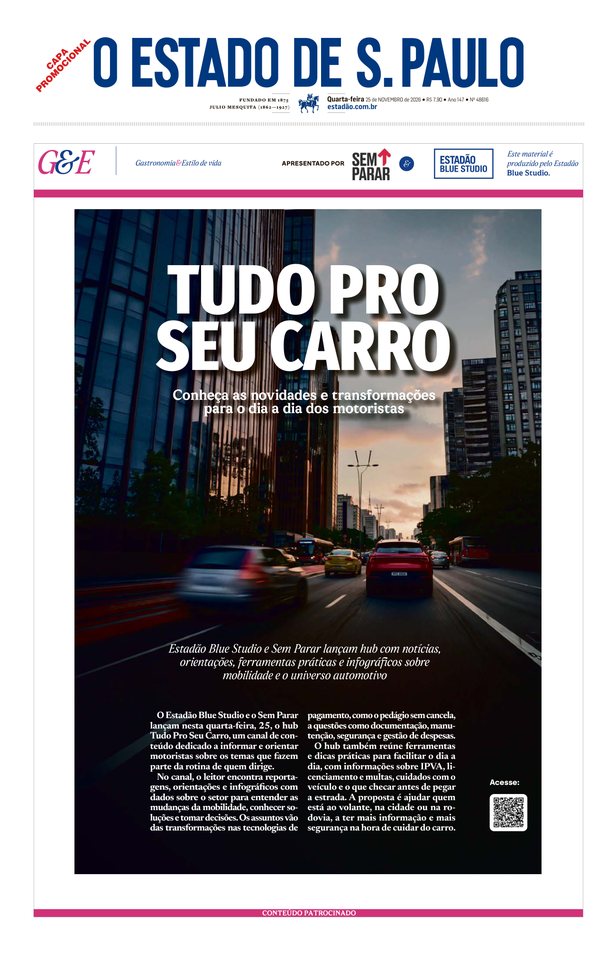 CAPA
PROMOCIONAL
O ESTADO DE S. PAULO
FUNDADO EM 1875
JULIO MESQUITA (1862—1927)
Quarta-feira 25 de NOVEMBRO de 2026 • R$ 7,90 • Ano 147 • Nº 48616
estadão.com.br
G&E
Gastronomia&Estilo de vida
APRESENTADO POR
SEM
PARAR
&
ESTADÃO
BLUE STUDIO
Este material é
produzido pelo Estadão
Blue Studio.
TUDO PRO
SEU CARRO
Conheça as novidades e transformações
para o dia a dia dos motoristas
Estadão Blue Studio e Sem Parar lançam hub com notícias,
orientações, ferramentas práticas e infográficos sobre
mobilidade e o universo automotivo
O Estadão Blue Studio e o Sem Parar
lançam nesta quarta-feira, 25, o hub
Tudo Pro Seu Carro, um canal de con-
teúdo dedicado a informar e orientar
motoristas sobre os temas que fazem
parte da rotina de quem dirige.
No canal, o leitor encontra reporta-
gens, orientações e infográficos com
dados sobre o setor para entender as
mudanças da mobilidade, conhecer so-
luções e tomar decisões. Os assuntos vão
das transformações nas tecnologias de
pagamento, como o pedágio sem cancela,
a questões como documentação, manu-
tenção, segurança e gestão de despesas.
O hub também reúne ferramentas
e dicas práticas para facilitar o dia a
dia, com informações sobre IPVA, li-
cenciamento e multas, cuidados com o
veículo e o que checar antes de pegar
a estrada. A proposta é ajudar quem
está ao volante, na cidade ou na ro-
dovia, a ter mais informação e mais
segurança na hora de cuidar do carro.
Acesse:
CONTEÚDO PATROCINADO